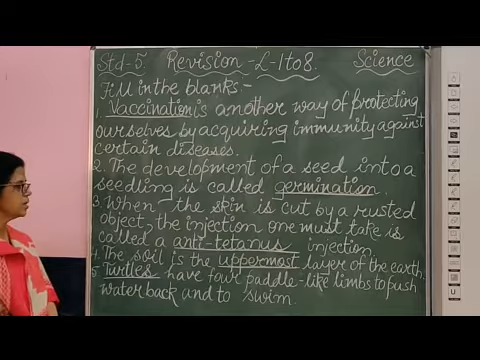 Std-5. Revision-L-1to8. Science
Fill in the blanks:-
1. Vaccination is another way of protecting
ourselves by acquiring immunity against
certain diseases.
2. The development of a seed into a
seedling is called germination.
3. When the skin is cut by a rusted
object, the injection one must take is
called a anti-tetanus injection.
4. The soil is the uppermost layer of the earth.
5. Turtles have four paddle-like limbs to push
water back and to swim.